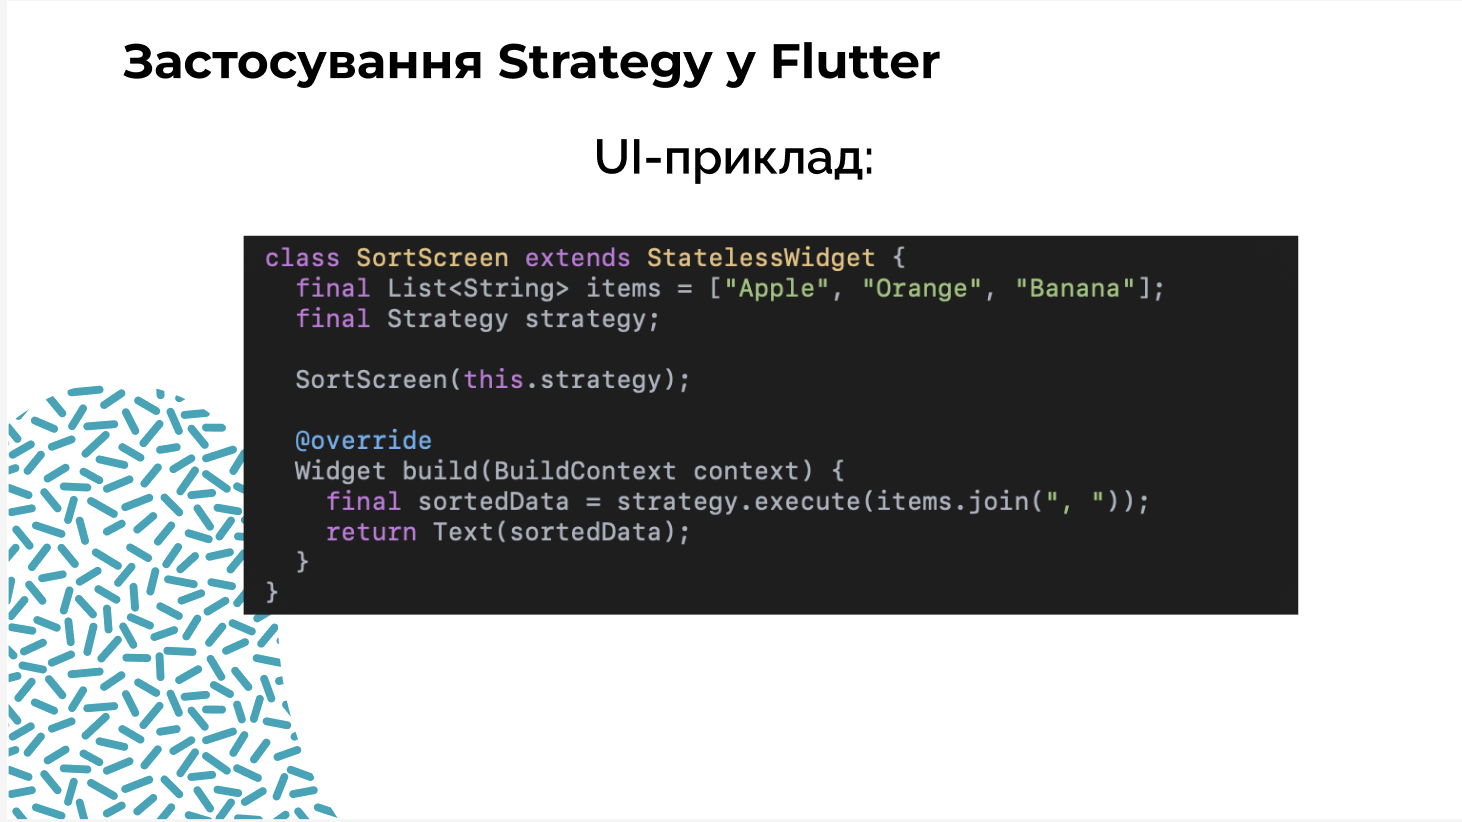 Застосування Strategy у Flutter
UI-приклад:
class SortScreen extends StatelessWidget {
  final List<String> items = ["Apple", "Orange", "Banana"];
  final Strategy strategy;

  SortScreen(this.strategy);

  @override
  Widget build(BuildContext context) {
    final sortedData = strategy.execute(items.join(", "));
    return Text(sortedData);
  }
}